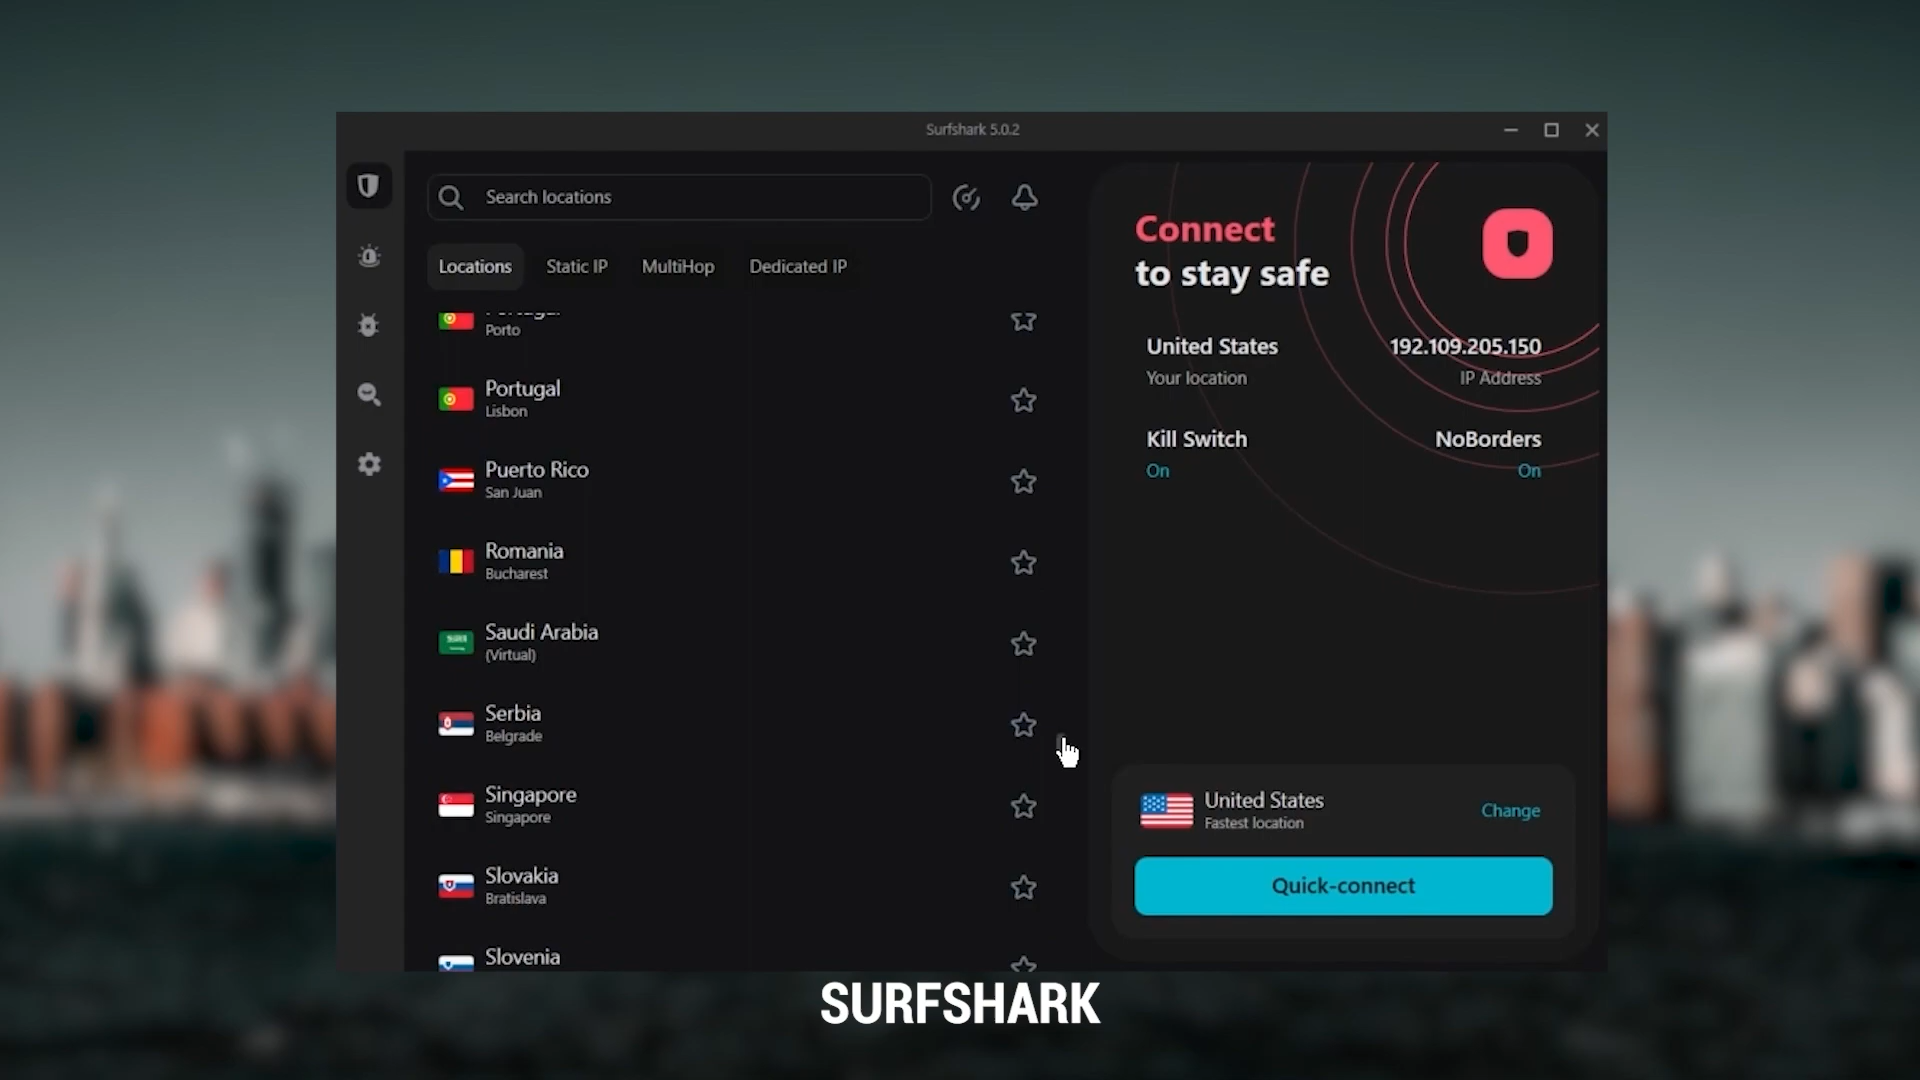 Surfshark 5.0.2
Search locations
Locations
Static IP
MultiHop
Dedicated IP
Porto
Portugal
Lisbon
Puerto Rico
San Juan
Romania
Bucharest
Saudi Arabia
(Virtual)
Serbia
Belgrade
Singapore
Singapore
Slovakia
Bratislava
Slovenia
Connect
to stay safe
United States
Your location
192.109.205.150
IP Address
Kill Switch
On
NoBorders
On
United States
Fastest location
Change
Quick-connect
SURFSHARK